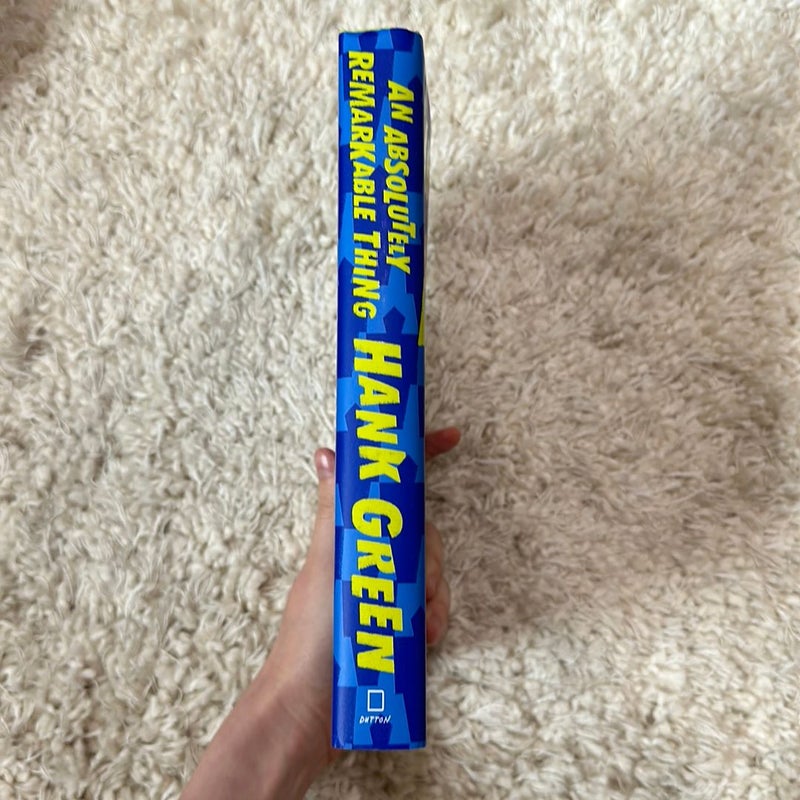 AN ABSOLUTELY
REMARKABLE THING
HANK GREEN
DUTTON